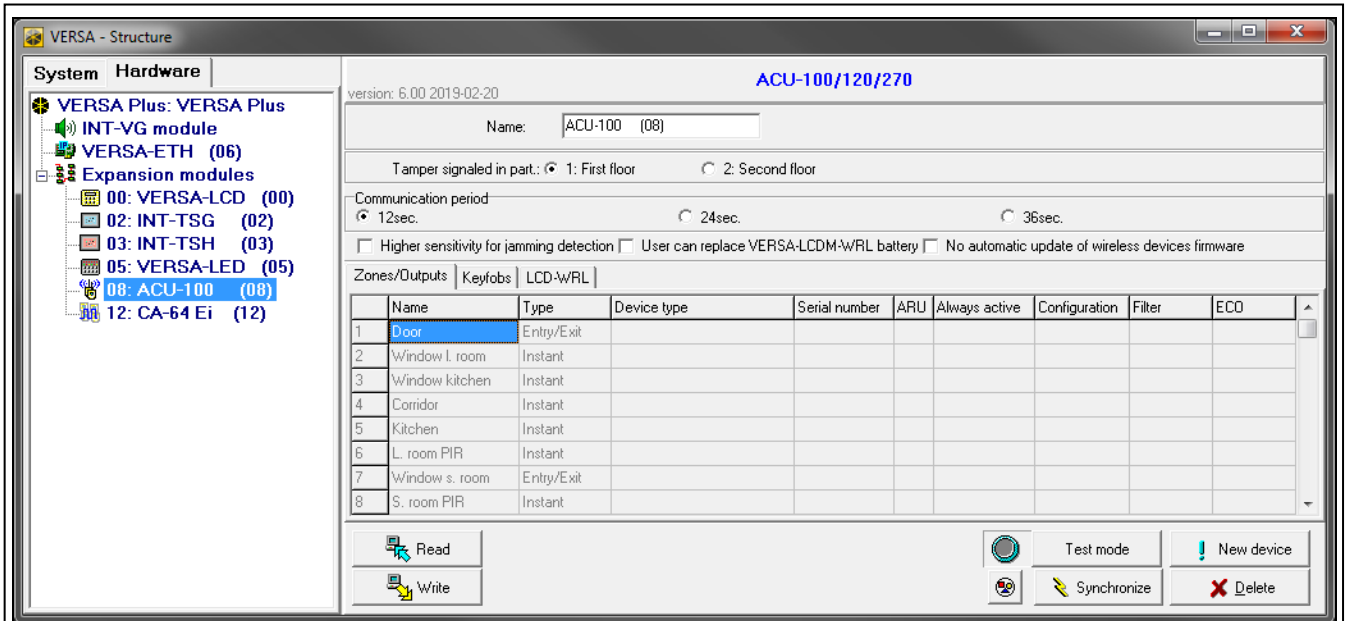 VERSA - Structure
System Hardware
VERSA Plus: VERSA Plus
INT-VG module
VERSA-ETH (06)
Expansion modules
00: VERSA-LCD (00)
02: INT-TSG (02)
03: INT-TSH (03)
05: VERSA-LED (05)
08: ACU-100 (08)
12: CA-64 Ei (12)
ACU-100/120/270
version: 6.00 2019-02-20
Name: ACU-100 (08)
Tamper signaled in part.: 1: First floor 2: Second floor
Communication period
12sec. 24sec. 36sec.
Higher sensitivity for jamming detection User can replace VERSA-LCDM-WRL battery No automatic update of wireless devices firmware
Zones/Outputs Keyfobs LCD-WRL
Name Type Device type Serial number ARU Always active Configuration Filter ECO
1 Door Entry/Exit
2 Window l. room Instant
3 Window kitchen Instant
4 Corridor Instant
5 Kitchen Instant
6 L. room PIR Instant
7 Window s. room Entry/Exit
8 S. room PIR Instant
Read Test mode New device
Write Synchronize Delete